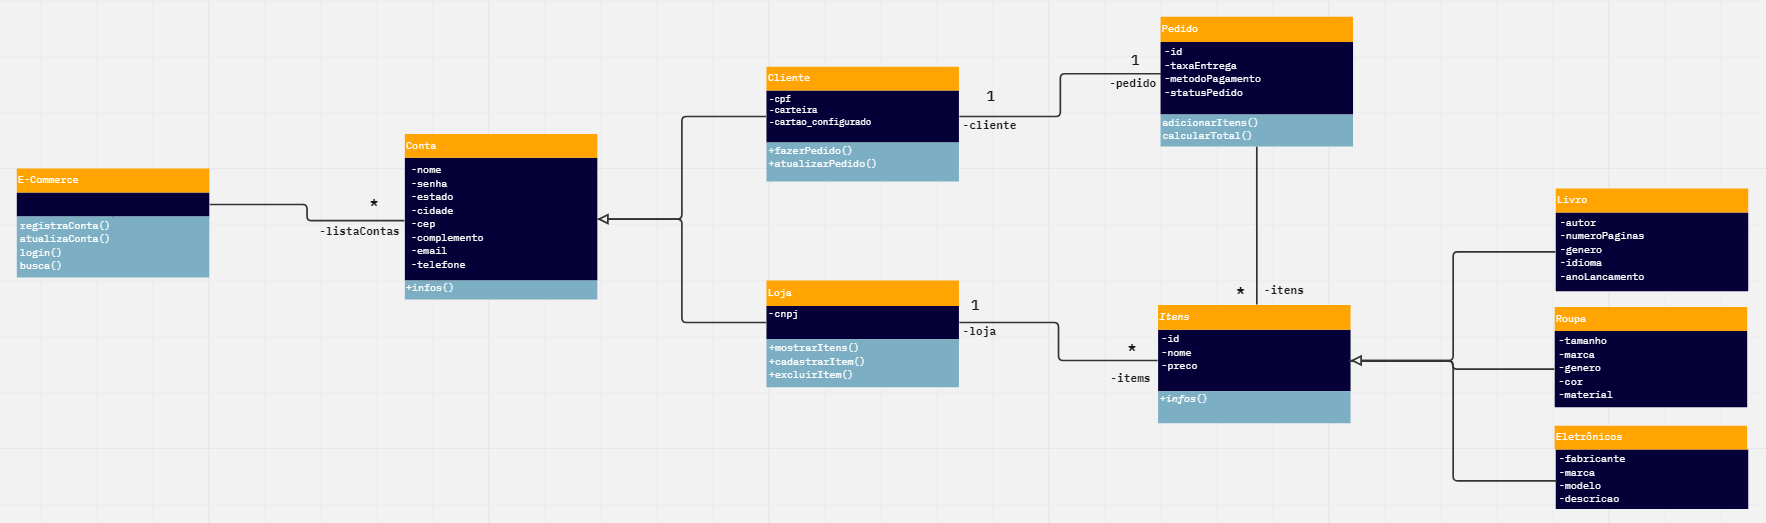 E-Commerce
registraConta()
atualizaConta()
login()
busca()
*
-listaContas
Conta
-nome
-senha
-estado
-cidade
-cep
-complemento
-email
-telefone
+infos()
Cliente
-cpf
-carteira
-cartao_configurado
+fazerPedido()
+atualizarPedido()
1
-cliente
1
-pedido
Pedido
-id
-taxaEntrega
-metodoPagamento
-statusPedido
adicionarItens()
calcularTotal()
Loja
-cnpj
+mostrarItens()
+cadastrarItem()
+excluirItem()
1
-loja
*
-items
*
-itens
Itens
-id
-nome
-preco
+infos()
Livro
-autor
-numeroPaginas
-genero
-idioma
-anoLancamento
Roupa
-tamanho
-marca
-genero
-cor
-material
Eletrônicos
-fabricante
-marca
-modelo
-descricao